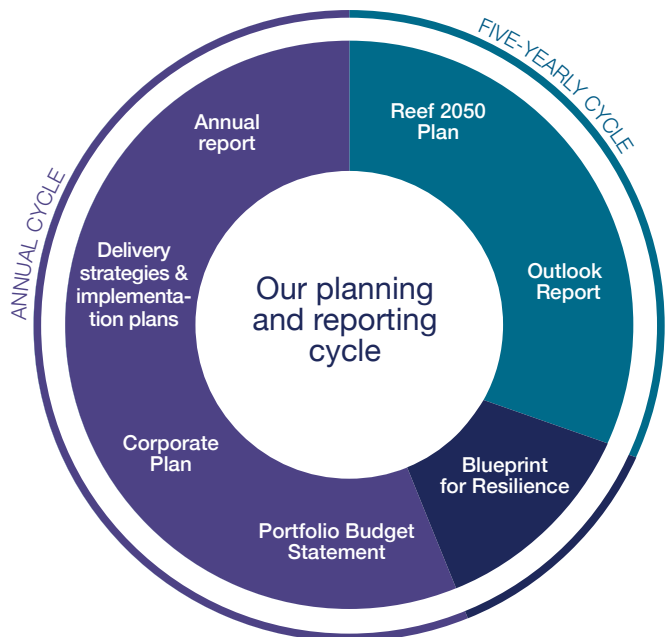 FIVE-YEARLY CYCLE
Reef 2050
Plan
Outlook
Report
Blueprint
for Resilience
Portfolio Budget
Statement
Corporate
Plan
Delivery
strategies &
implementa-
tion plans
Annual
report
ANNUAL CYCLE
Our planning
and reporting
cycle